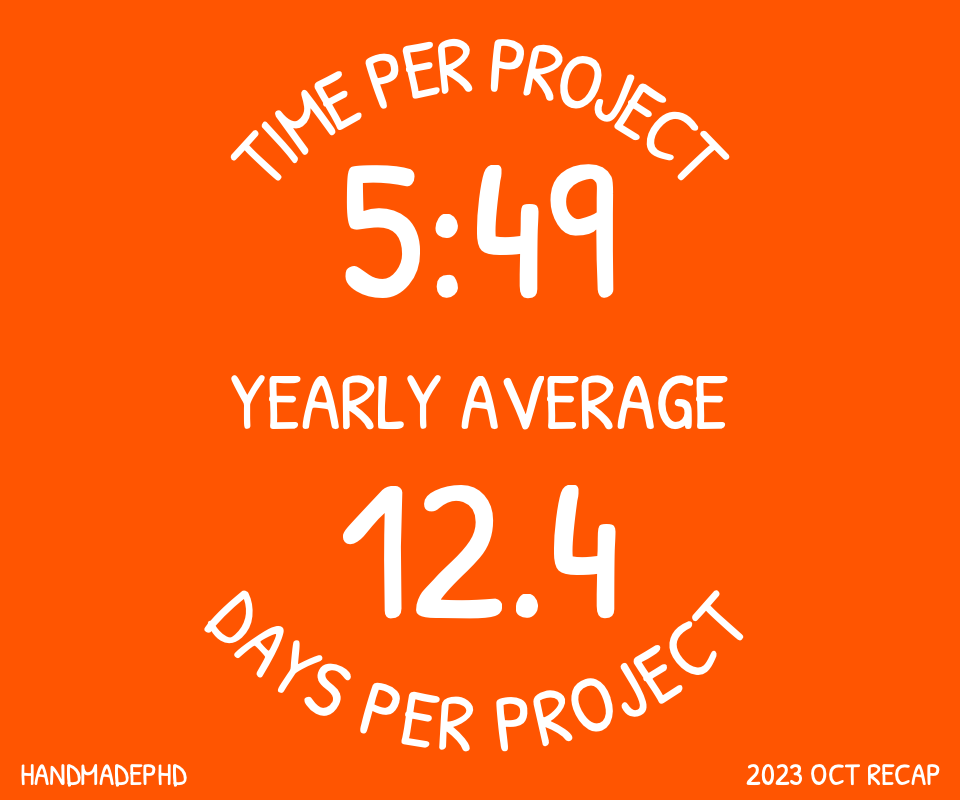 TIME PER PROJECT
5:49
YEARLY AVERAGE
12.4
DAYS PER PROJECT
HANDMADEPHD
2023 OCT RECAP